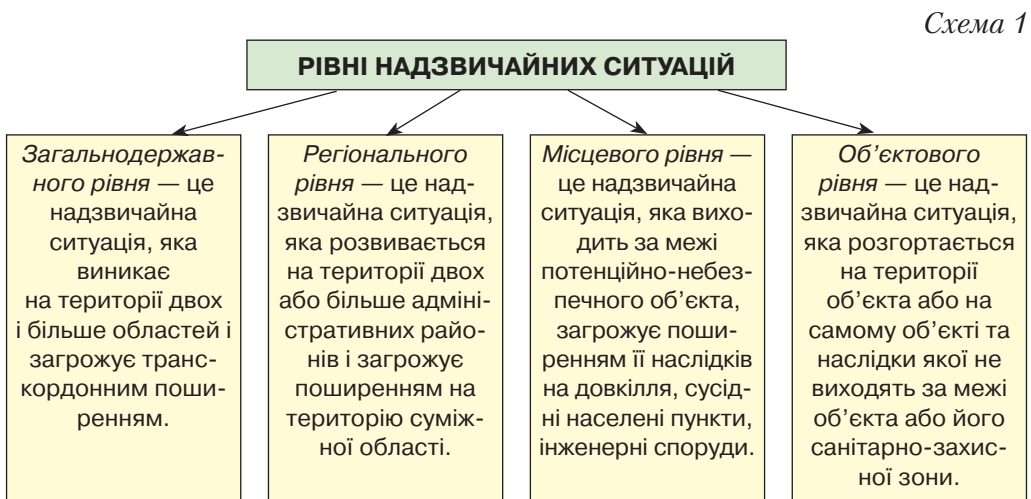 Схема 1
РІВНІ НАДЗВИЧАЙНИХ СИТУАЦІЙ
Загальнодержав-
ного рівня — це
надзвичайна
ситуація, яка
виникає
на території двох
і більше областей і
загрожує транс-
кордонним поши-
ренням.
Регіонального
рівня — це над-
звичайна ситуація,
яка розвивається
на території двох
або більше адміні-
стративних райо-
нів і загрожує
поширенням на
територію суміж-
ної області.
Місцевого рівня —
це надзвичайна
ситуація, яка вихо-
дить за межі
потенційно-небез-
печного об’єкта,
загрожує поши-
ренням її наслідків
на довкілля, сусід-
ні населені пункти,
інженерні споруди.
Об’єктового
рівня — це над-
звичайна ситуація,
яка розгортається
на території
об’єкта або на
самому об’єкті та
наслідки якої не
виходять за межі
об’єкта або його
санітарно-захис-
ної зони.